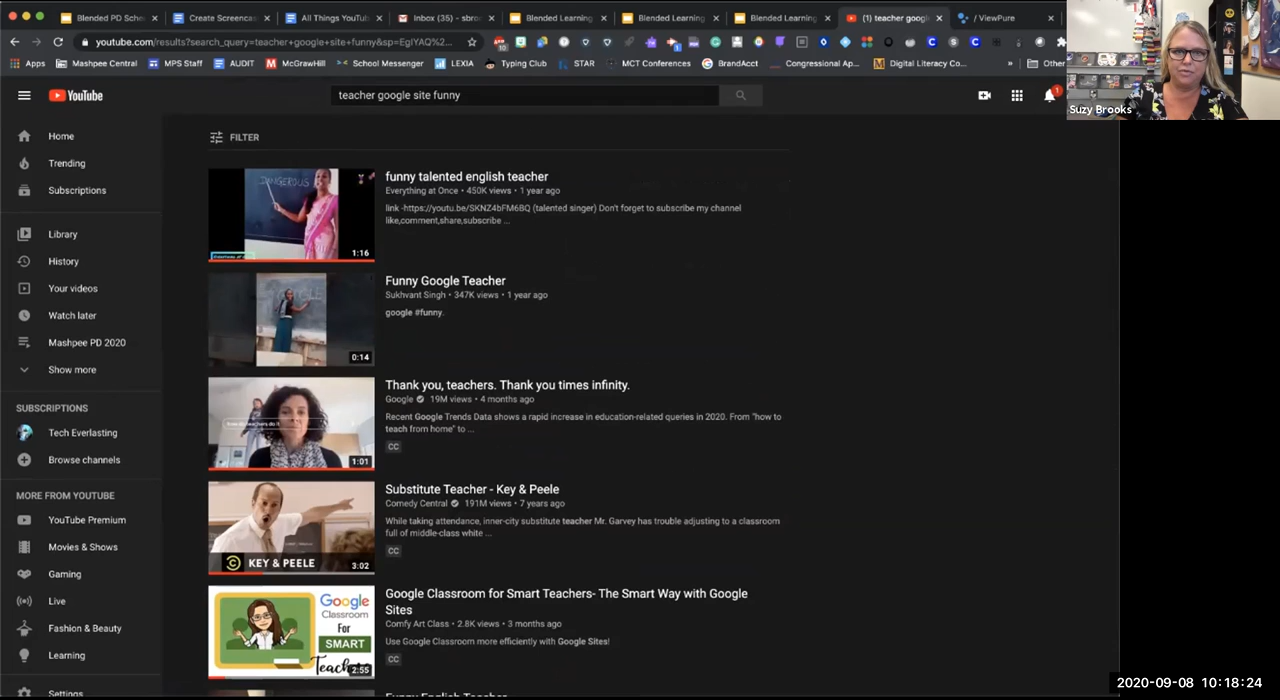 Blended PD Sch
Create Screencas
All Things YouTub
Inbox (35) - sbron
Blended Learning
Blended Learning
Blended Learning
(1) teacher googl
/ ViewPure
youtube.com/results?search_query=teacher+google+site+funny&sp=EgIYAQ%2...
Apps
Mashpee Central
MPS Staff
AUDIT
McGrawHill
School Messenger
LEXIA
Typing Club
STAR
MCT Conferences
BrandAcct
Congressional Ap...
Digital Literacy Co...
»
Other
Suzy Brooks
YouTube
teacher google site funny
1
FILTER
Home
Trending
Subscriptions
Library
History
Your videos
Watch later
Mashpee PD 2020
Show more
SUBSCRIPTIONS
Tech Everlasting
Browse channels
MORE FROM YOUTUBE
YouTube Premium
Movies & Shows
Gaming
Live
Fashion & Beauty
Learning
Settings
DANGEROUS
1:16
funny talented english teacher
Everything at Once • 450K views • 1 year ago
link -https://youtu.be/SKNZ4bFM6BQ (talented singer) Don't forget to subscribe my channel
like,comment,share,subscribe ...
0:14
Funny Google Teacher
Sukhvant Singh • 347K views • 1 year ago
google #funny.
1:01
Thank you, teachers. Thank you times infinity.
Google 19M views • 4 months ago
Recent Google Trends Data shows a rapid increase in education-related queries in 2020. From "how to
teach from home" to ...
CC
KEY & PEELE
3:02
Substitute Teacher - Key & Peele
Comedy Central 191M views • 7 years ago
While taking attendance, inner-city substitute teacher Mr. Garvey has trouble adjusting to a classroom
full of middle-class white ...
CC
Google
Classroom
For
SMART
Teach
2:55
Google Classroom for Smart Teachers- The Smart Way with Google
Sites
Comfy Art Class • 2.8K views • 3 months ago
Use Google Classroom more efficiently with Google Sites!
CC
Funny English Teacher
2020-09-08 10:18:24